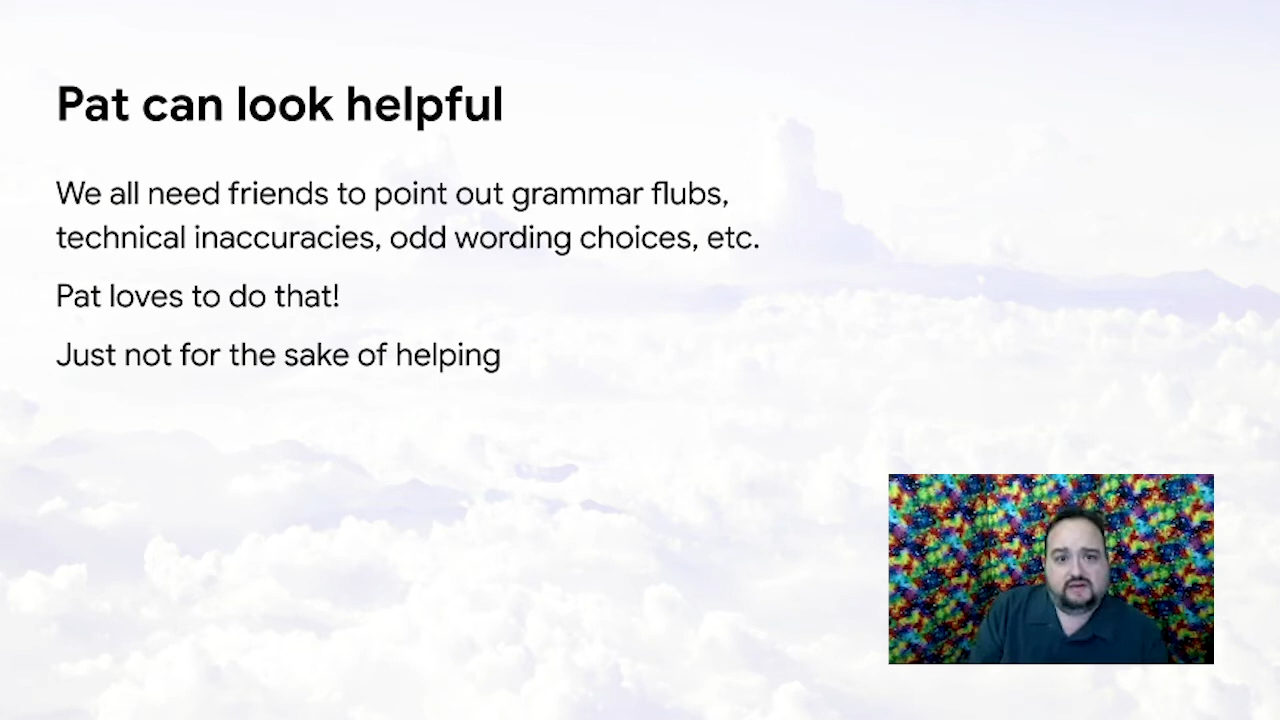 Pat can look helpful
We all need friends to point out grammar flubs,
technical inaccuracies, odd wording choices, etc.
Pat loves to do that!
Just not for the sake of helping